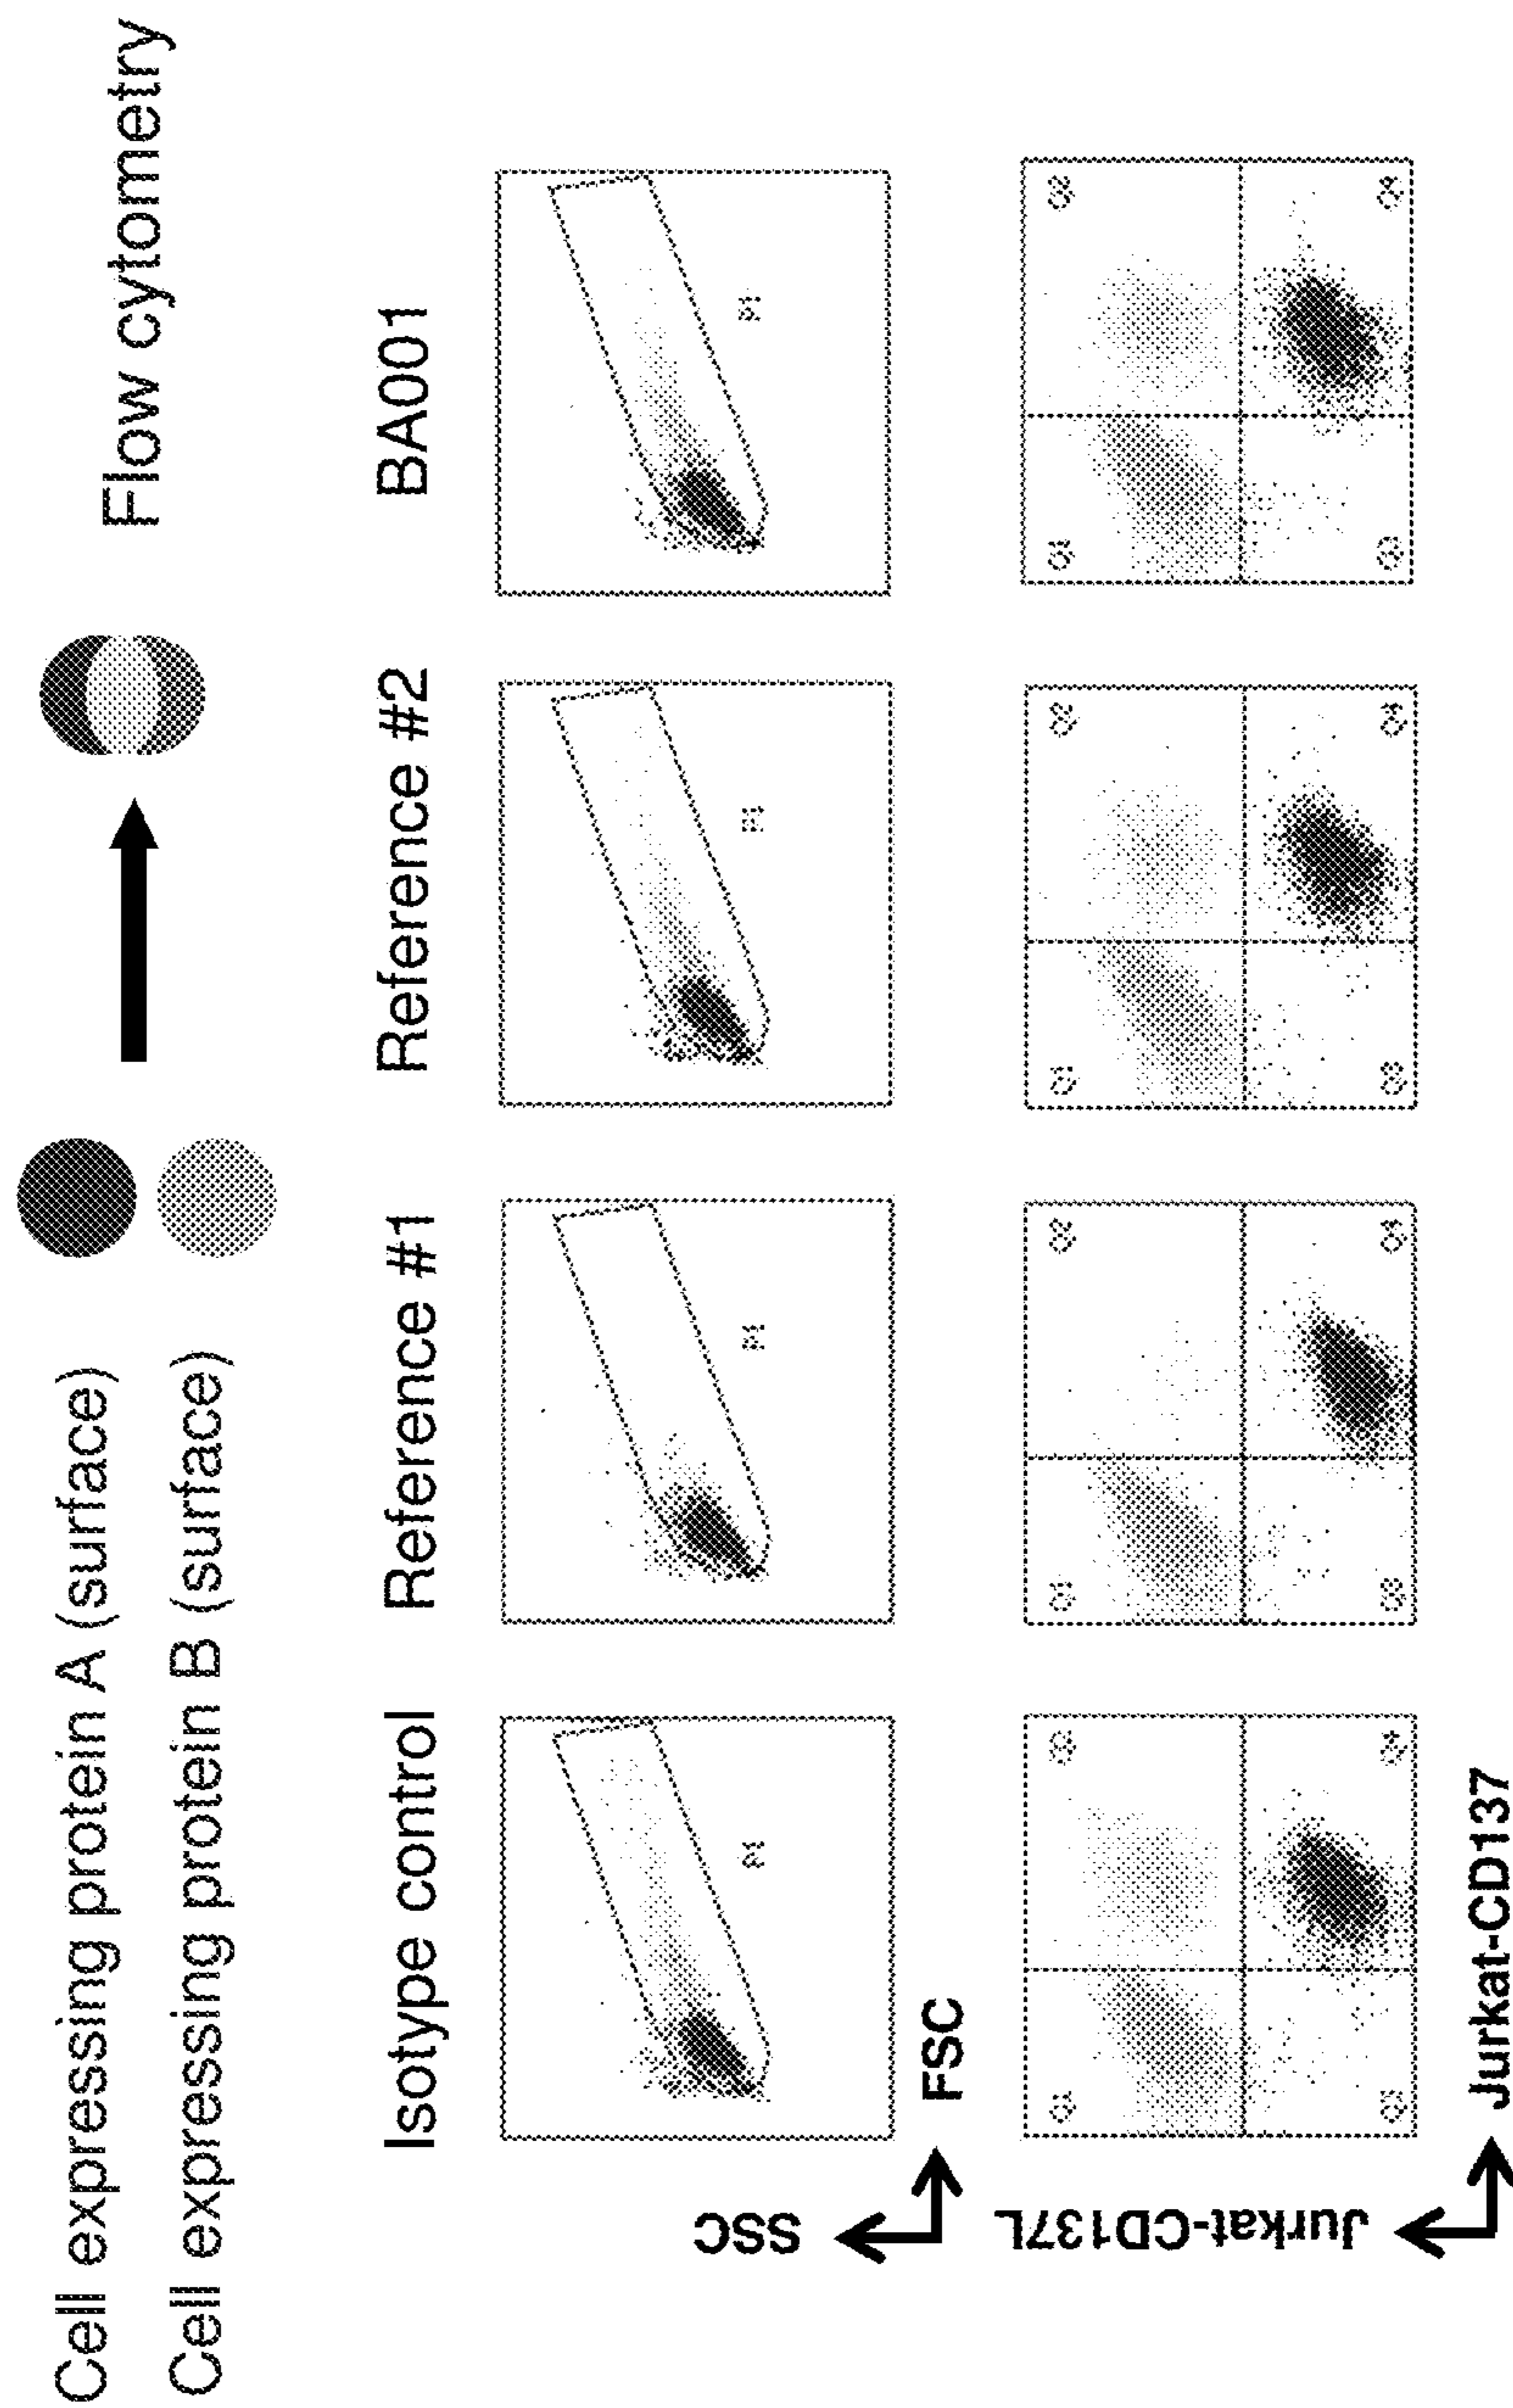 Cell expressing protein A (surface)
Cell expressing protein B (surface)
Flow cytometry
Isotype control
Reference #1
Reference #2
BA001
SSC
FSC
Jurkat-CD137L
Jurkat-CD137